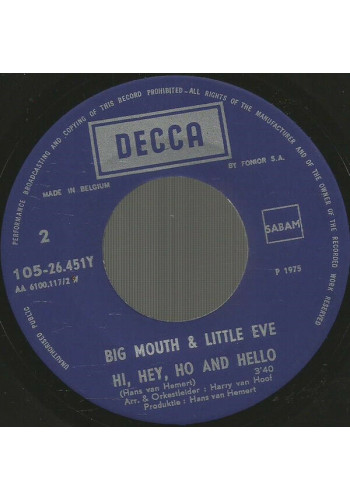 PERFORMANCE BROADCASTING AND COPYING OF THIS RECORD PROHIBITED—ALL RIGHTS OF THE MANUFACTURER AND OF THE OWNER OF THE RECORDED WORK RESERVED
UNAUTHORISED PUBLIC
DECCA
MADE IN BELGIUM
BY FONIOR S.A.
2
SABAM
105-26.451Y
AA 6100.117/2
P 1975
BIG MOUTH & LITTLE EVE
HI, HEY, HO AND HELLO
(Hans van Hemert) 3'40
Arr. & Orkestleider : Harry van Hoof
Produktie : Hans van Hemert